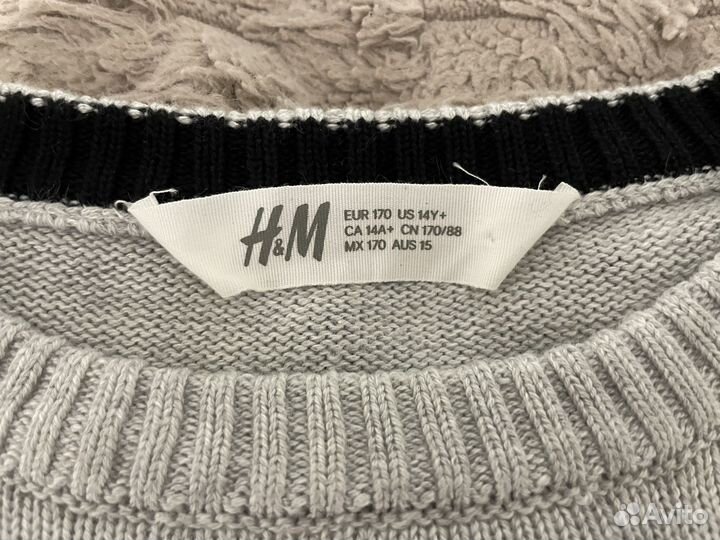 H&M
EUR 170 US 14Y+
CA 14A+ CN 170/88
MX 170 AUS 15
Avito